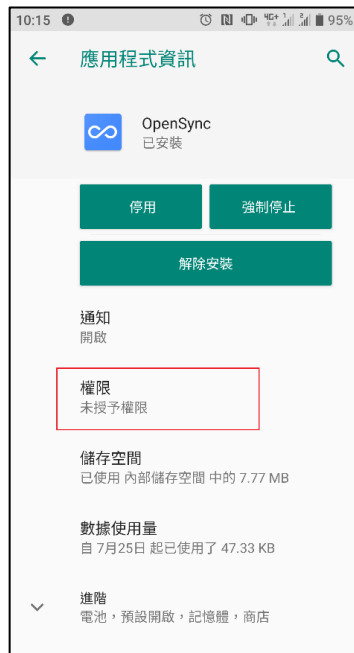 10:15 4G+ 1 2 95%
應用程式資訊
OpenSync
已安裝
停用 強制停止
解除安裝
通知
開啟
權限
未授予權限
儲存空間
已使用 內部儲存空間 中的 7.77 MB
數據使用量
自 7月25日 起已使用了 47.33 KB
進階
電池，預設開啟，記憶體，商店